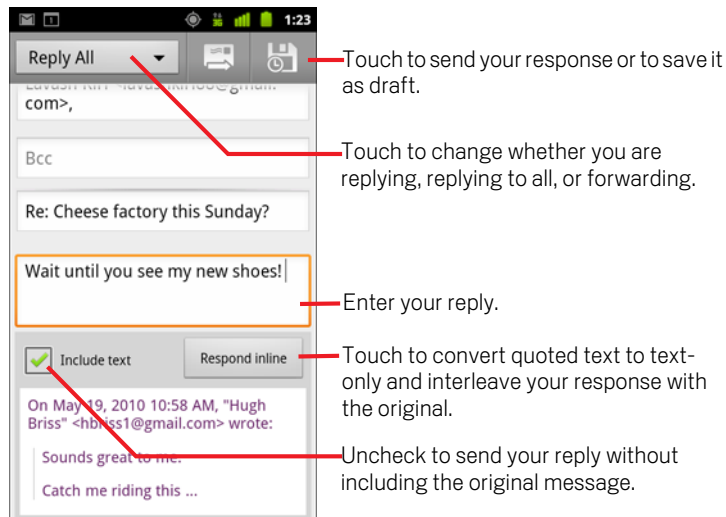 1:23
Reply All
com>,
Bcc
Re: Cheese factory this Sunday?
Wait until you see my new shoes!
Include text
Respond inline
On May 19, 2010 10:58 AM, "Hugh
Briss" <hbriss1@gmail.com> wrote:
Sounds great to me.
Catch me riding this ...
Touch to send your response or to save it
as draft.
Touch to change whether you are
replying, replying to all, or forwarding.
Enter your reply.
Touch to convert quoted text to text-
only and interleave your response with
the original.
Uncheck to send your reply without
including the original message.